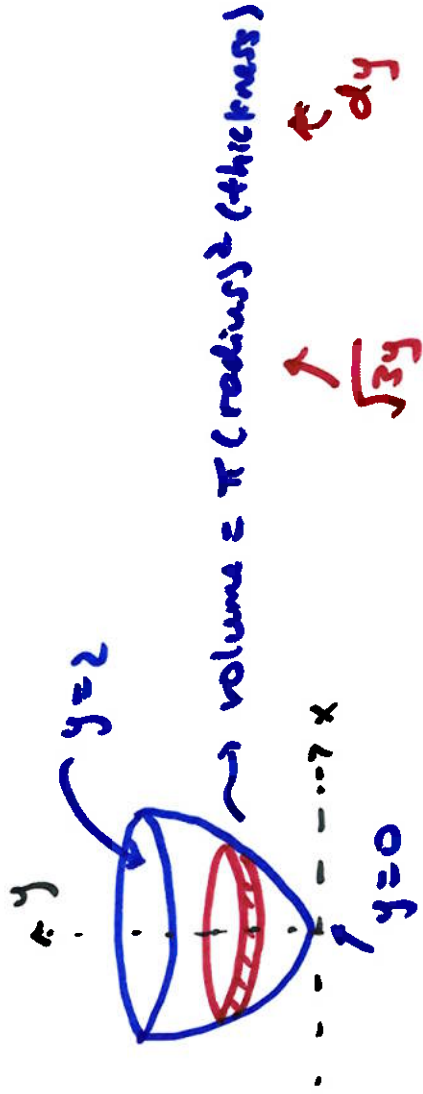 y
y=2
volume = π(radius)² (thickness)
x
y=0
√3y
dy